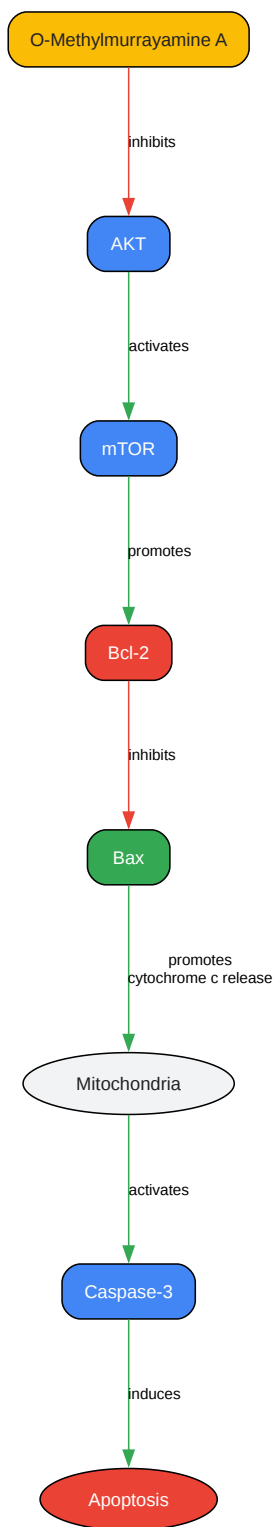 O-Methylmurrayamine A
inhibits
AKT
activates
mTOR
promotes
Bcl-2
inhibits
Bax
promotes
cytochrome c release
Mitochondria
activates
Caspase-3
induces
Apoptosis